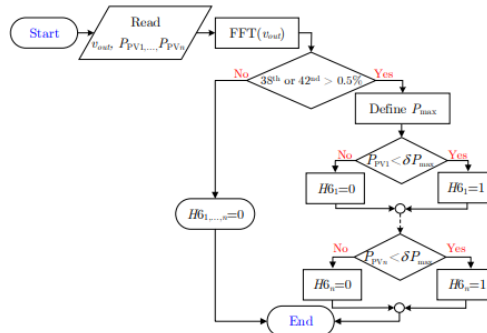 Start
Read
v_out, P_PV1,...,P_PVn
FFT(v_out)
No
38th or 42nd > 0.5%
Yes
Define P_max
No
P_PV1<δP_max
Yes
H6_1=0
H6_1=1
H6_1,...,n=0
No
P_PVn<δP_max
Yes
H6_n=0
H6_n=1
End